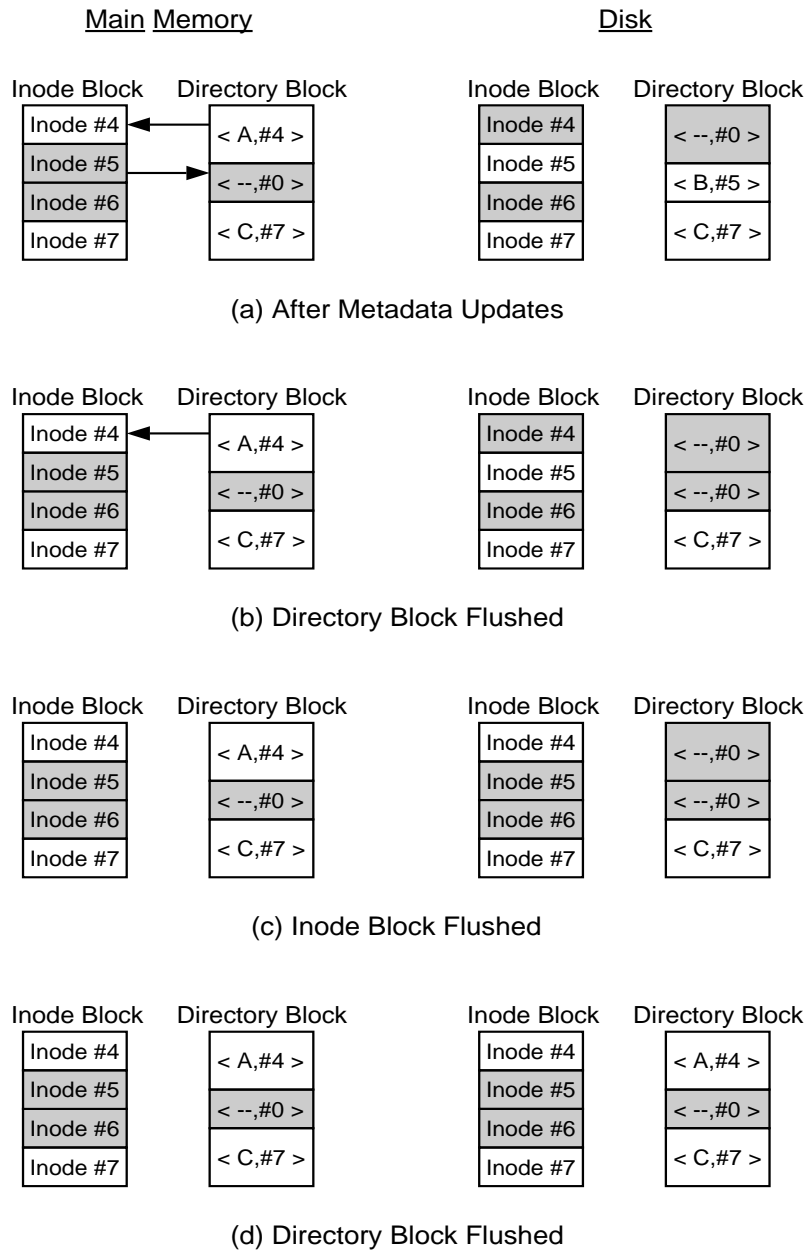 Main Memory Disk
Inode Block Directory Block Inode Block Directory Block
Inode #4 < A,#4 > Inode #4 < --,#0 >
Inode #5 < --,#0 > Inode #5 < B,#5 >
Inode #6 < C,#7 > Inode #6 < C,#7 >
Inode #7 Inode #7
(a) After Metadata Updates
Inode Block Directory Block Inode Block Directory Block
Inode #4 < A,#4 > Inode #4 < --,#0 >
Inode #5 < --,#0 > Inode #5 < --,#0 >
Inode #6 < C,#7 > Inode #6 < C,#7 >
Inode #7 Inode #7
(b) Directory Block Flushed
Inode Block Directory Block Inode Block Directory Block
Inode #4 < A,#4 > Inode #4 < --,#0 >
Inode #5 < --,#0 > Inode #5 < --,#0 >
Inode #6 < C,#7 > Inode #6 < C,#7 >
Inode #7 Inode #7
(c) Inode Block Flushed
Inode Block Directory Block Inode Block Directory Block
Inode #4 < A,#4 > Inode #4 < A,#4 >
Inode #5 < --,#0 > Inode #5 < --,#0 >
Inode #6 < C,#7 > Inode #6 < C,#7 >
Inode #7 Inode #7
(d) Directory Block Flushed